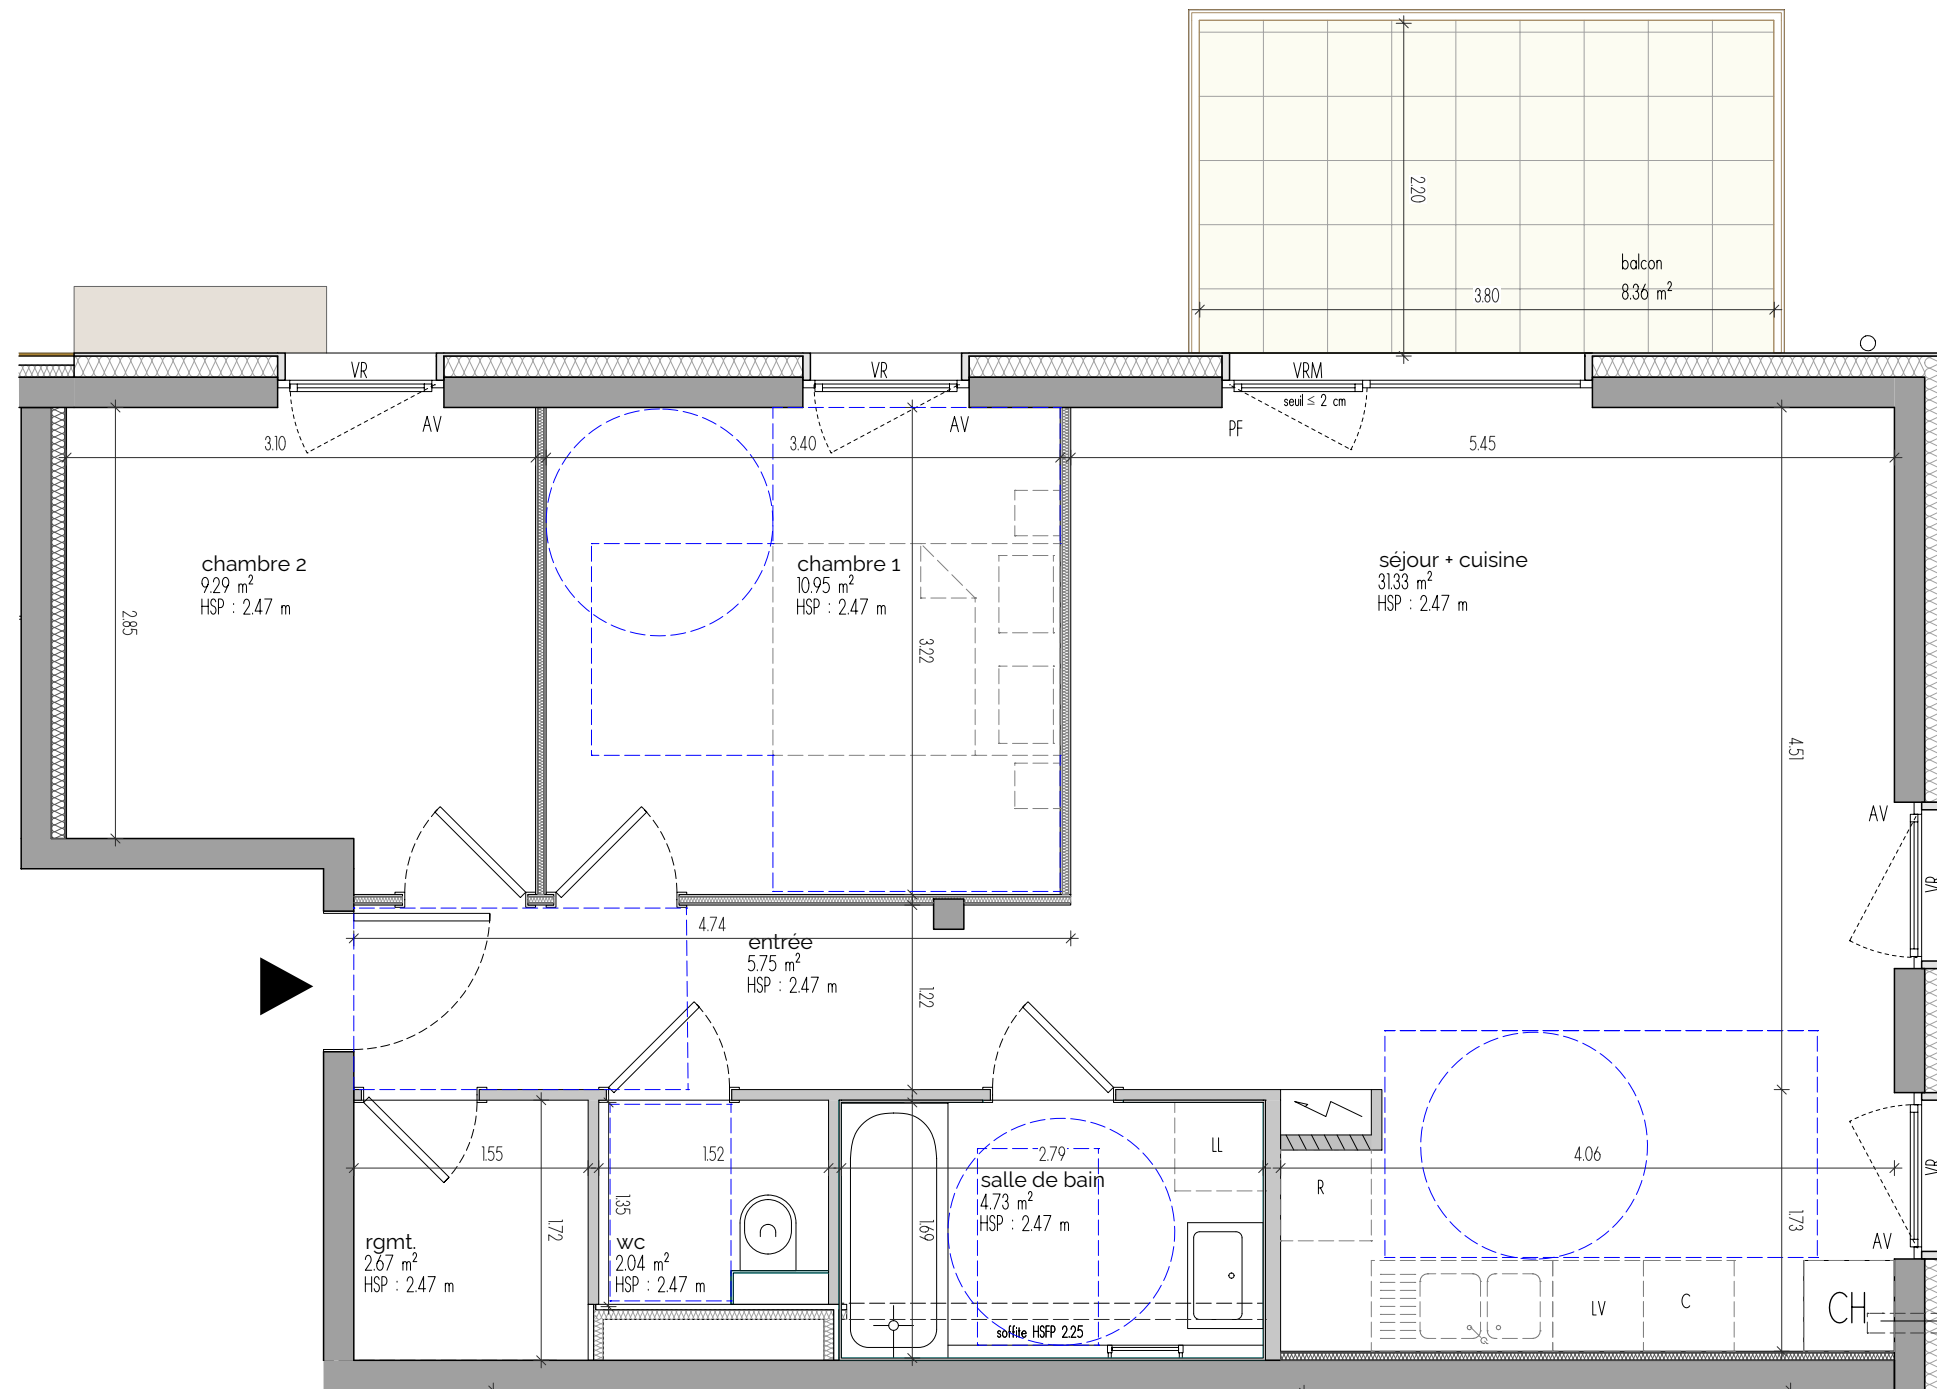 2.20
balcon
3.80
8.36 m²
VR
VR
VRM
seuil ≤ 2 cm
AV
AV
PF
3.10
3.40
5.45
chambre 2
9.29 m²
HSP : 2.47 m
chambre 1
10.95 m²
HSP : 2.47 m
séjour + cuisine
31.33 m²
HSP : 2.47 m
2.85
3.22
4.51
AV
VR
4.74
entrée
5.75 m²
HSP : 2.47 m
1.22
1.55
1.52
2.79
LL
4.06
VR
salle de bain
4.73 m²
HSP : 2.47 m
R
1.35
1.72
1.69
1.73
AV
rgmt.
2.67 m²
HSP : 2.47 m
wc
2.04 m²
HSP : 2.47 m
LV
C
CH
soffite HSFP 2.25